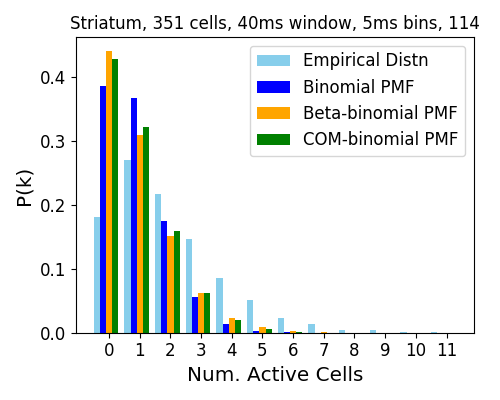 Striatum, 351 cells, 40ms window, 5ms bins, 114
Empirical Distn
Binomial PMF
Beta-binomial PMF
COM-binomial PMF
P(k)
0.4
0.3
0.2
0.1
0.0
0 1 2 3 4 5 6 7 8 9 10 11
Num. Active Cells